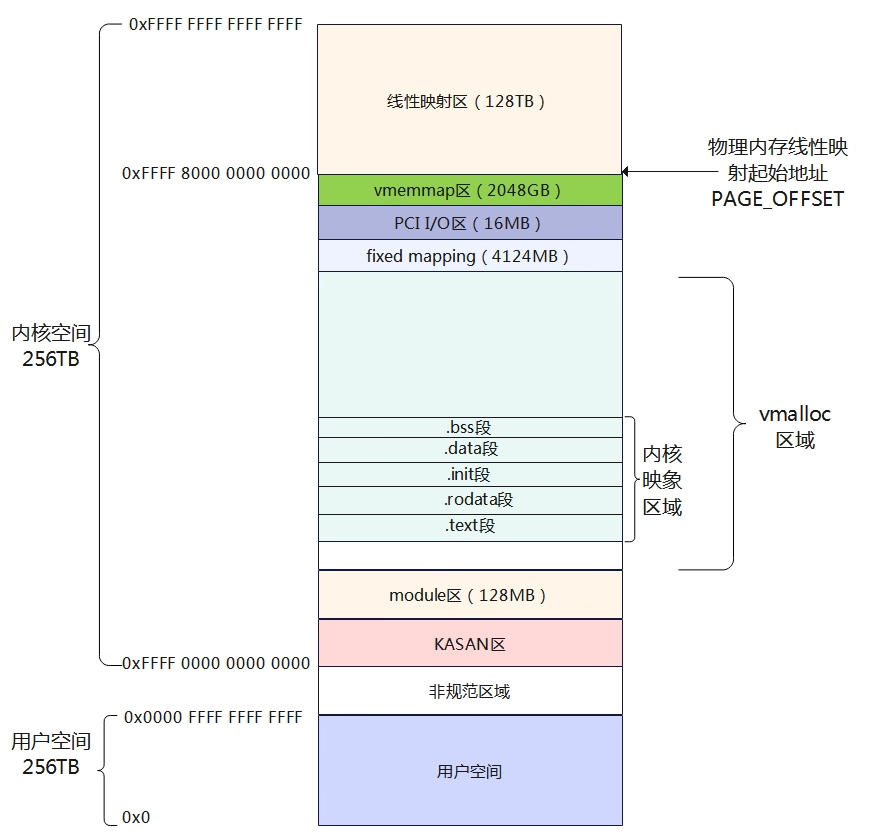 0xFFFF FFFF FFFF FFFF
线性映射区（128TB）
0xFFFF 8000 0000 0000
物理内存线性映
射起始地址
PAGE_OFFSET
vmemmap区（2048GB）
PCI I/O区（16MB）
fixed mapping（4124MB）
内核空间
256TB
vmalloc
区域
.bss段
.data段
.init段
.rodata段
.text段
内核
映象
区域
module区（128MB）
KASAN区
0xFFFF 0000 0000 0000
非规范区域
0x0000 FFFF FFFF FFFF
用户空间
256TB
用户空间
0x0